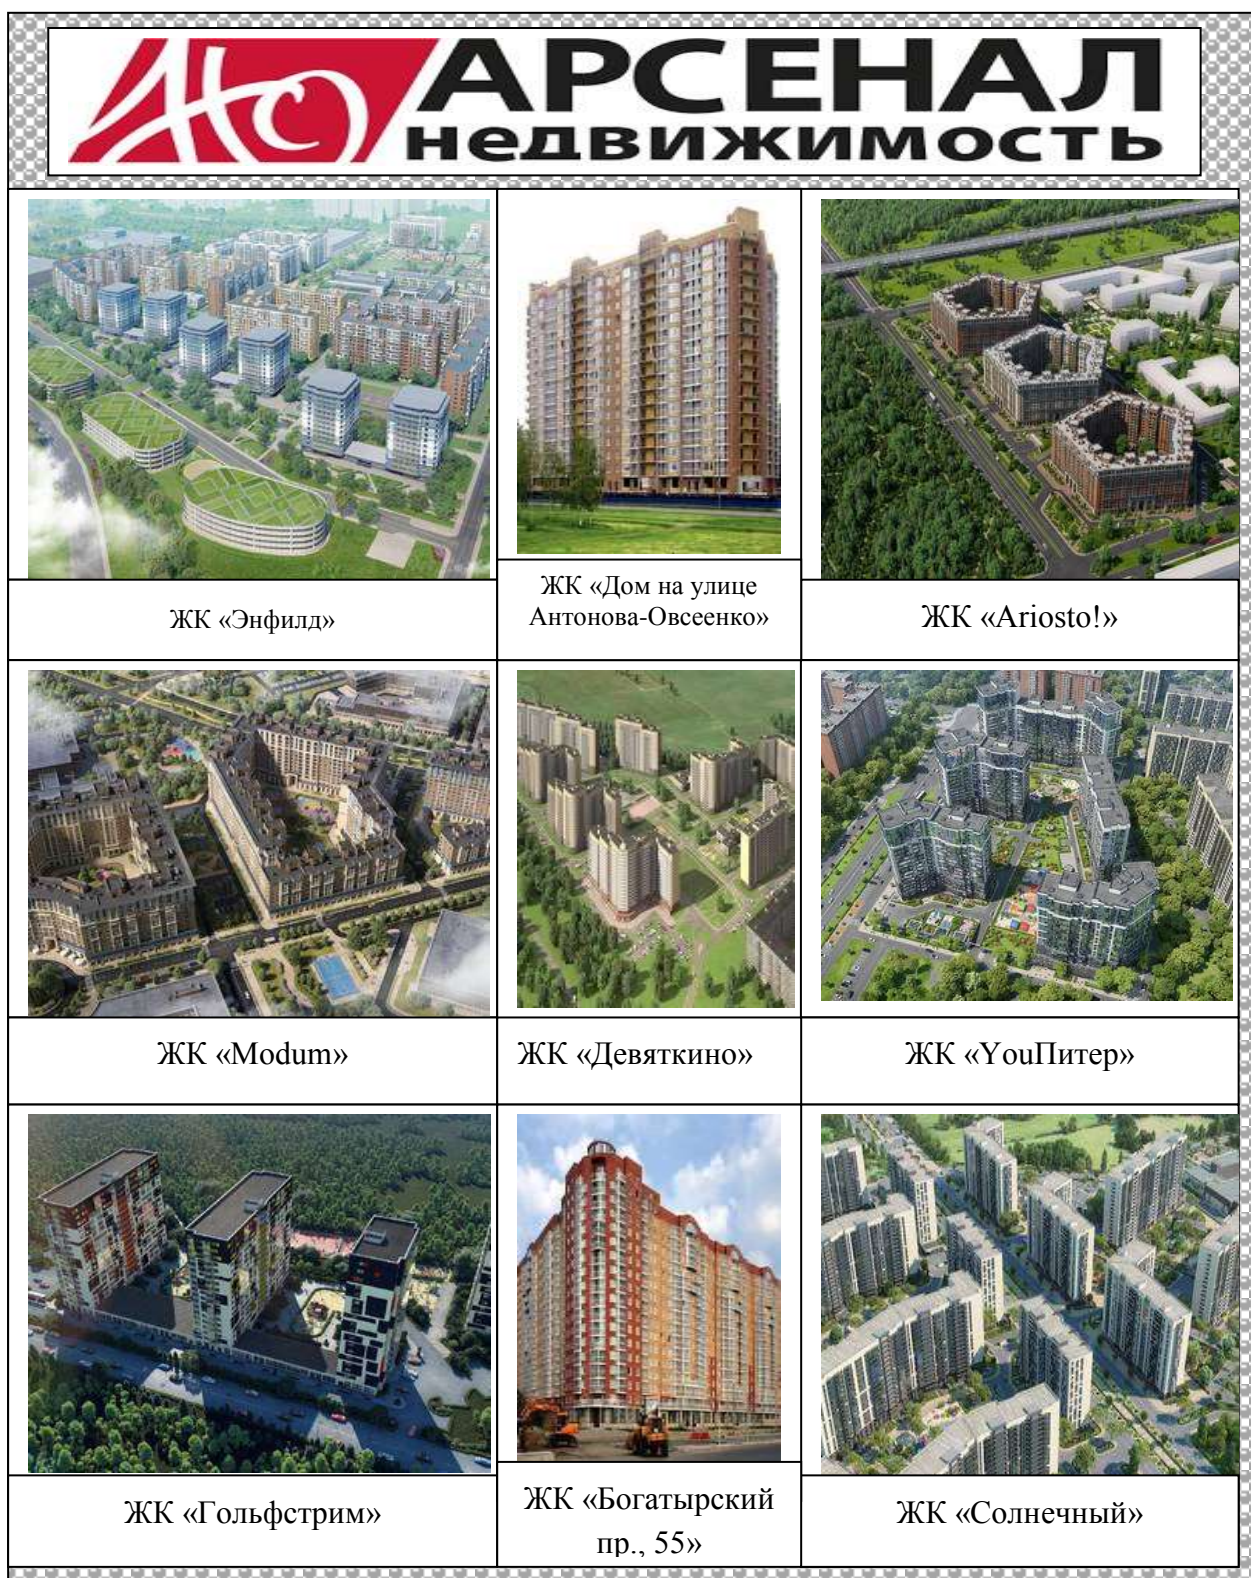 АРСЕНАЛ
недвижимость
ЖК «Энфилд»
ЖК «Дом на улице
Антонова-Овсеенко»
ЖК «Ariosto!»
ЖК «Modum»
ЖК «Девяткино»
ЖК «YouПитер»
ЖК «Гольфстрим»
ЖК «Богатырский
пр., 55»
ЖК «Солнечный»